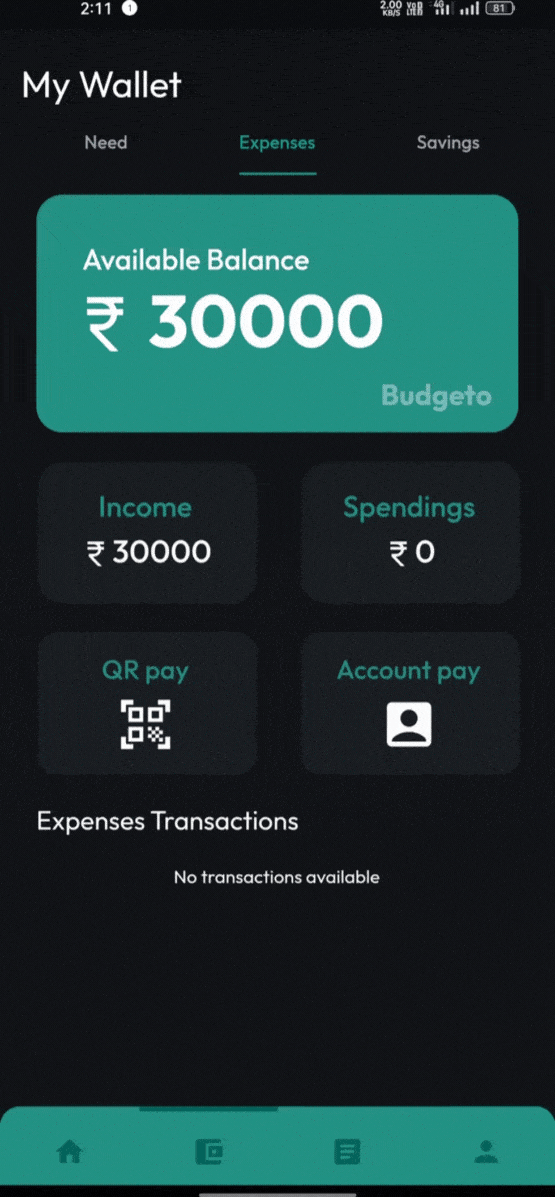 2:11 1 2.00 KB/S Vo LTE 4G 81
My Wallet
Need Expenses Savings
Available Balance
₹ 30000
Budgeto
Income Spendings
₹ 30000 ₹ 0
QR pay Account pay
Expenses Transactions
No transactions available